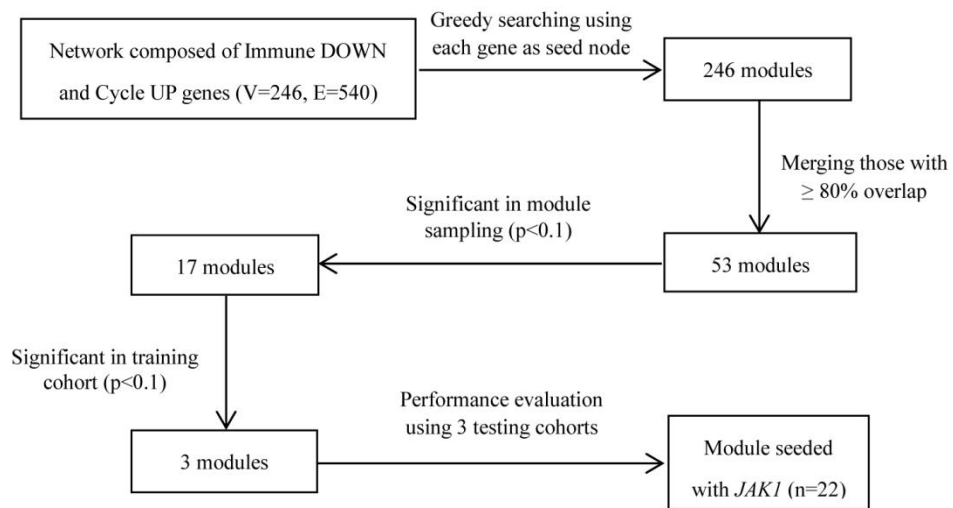 Network composed of Immune DOWN
and Cycle UP genes (V=246, E=540)
Greedy searching using
each gene as seed node
246 modules
Merging those with
≥ 80% overlap
53 modules
Significant in module
sampling (p<0.1)
17 modules
Significant in training
cohort (p<0.1)
3 modules
Performance evaluation
using 3 testing cohorts
Module seeded
with JAK1 (n=22)